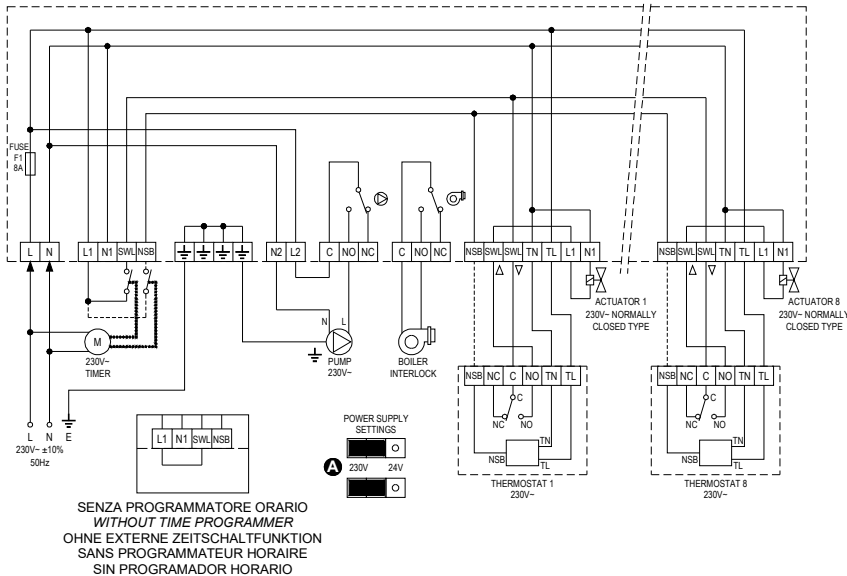 FUSE
F1
8A
L N
L1 N1 SWL NSB
N2 L2
C NO NC
C NO NC
NSB SWL SWL TN TL L1 N1
NSB SWL SWL TN TL L1 N1
ACTUATOR 1
230V~ NORMALLY
CLOSED TYPE
ACTUATOR 8
230V~ NORMALLY
CLOSED TYPE
M
230V~
TIMER
N L
PUMP
230V~
BOILER
INTERLOCK
NSB NC C NO TN TL
C
NC NO
TN
NSB
TL
THERMOSTAT 1
230V~
NSB NC C NO TN TL
C
NC NO
TN
NSB
TL
THERMOSTAT 8
230V~
L N E
230V~ ±10%
50Hz
L1 N1 SWL NSB
POWER SUPPLY
SETTINGS
A 230V 24V
SENZA PROGRAMMATORE ORARIO
WITHOUT TIME PROGRAMMER
OHNE EXTERNE ZEITSCHALTFUNKTION
SANS PROGRAMMATEUR HORAIRE
SIN PROGRAMADOR HORARIO